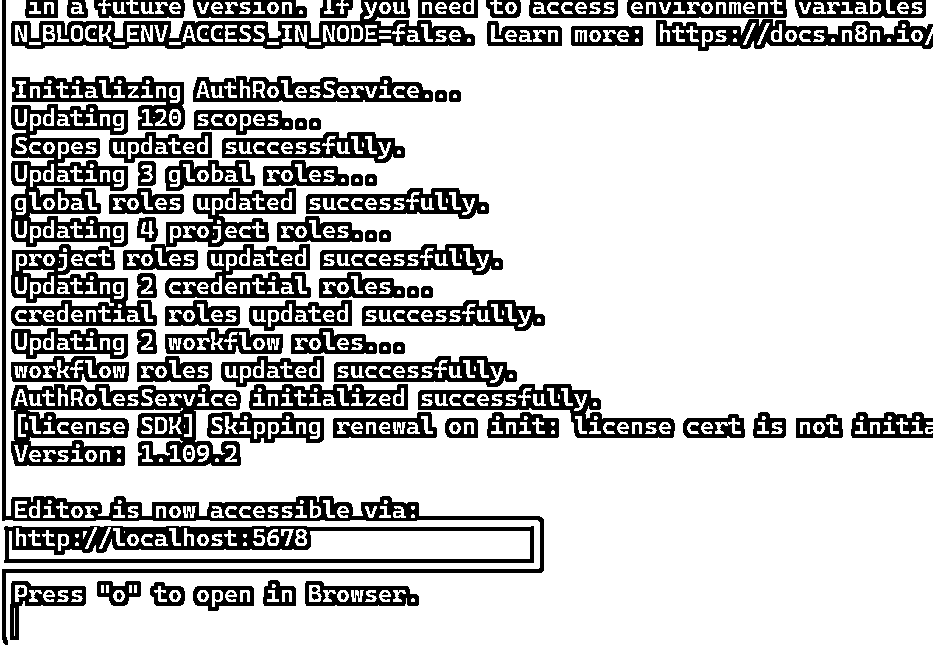 in a future version. If you need to access environment variables
N_BLOCK_ENV_ACCESS_IN_NODE=false. Learn more: https://docs.n8n.io/
Initializing AuthRolesService...
Updating 120 scopes...
Scopes updated successfully.
Updating 3 global roles...
global roles updated successfully.
Updating 4 project roles...
project roles updated successfully.
Updating 2 credential roles...
credential roles updated successfully.
Updating 2 workflow roles...
workflow roles updated successfully.
AuthRolesService initialized successfully.
[license SDK] Skipping renewal on init: license cert is not initia
Version: 1.109.2
Editor is now accessible via:
http://localhost:5678
Press "o" to open in Browser.